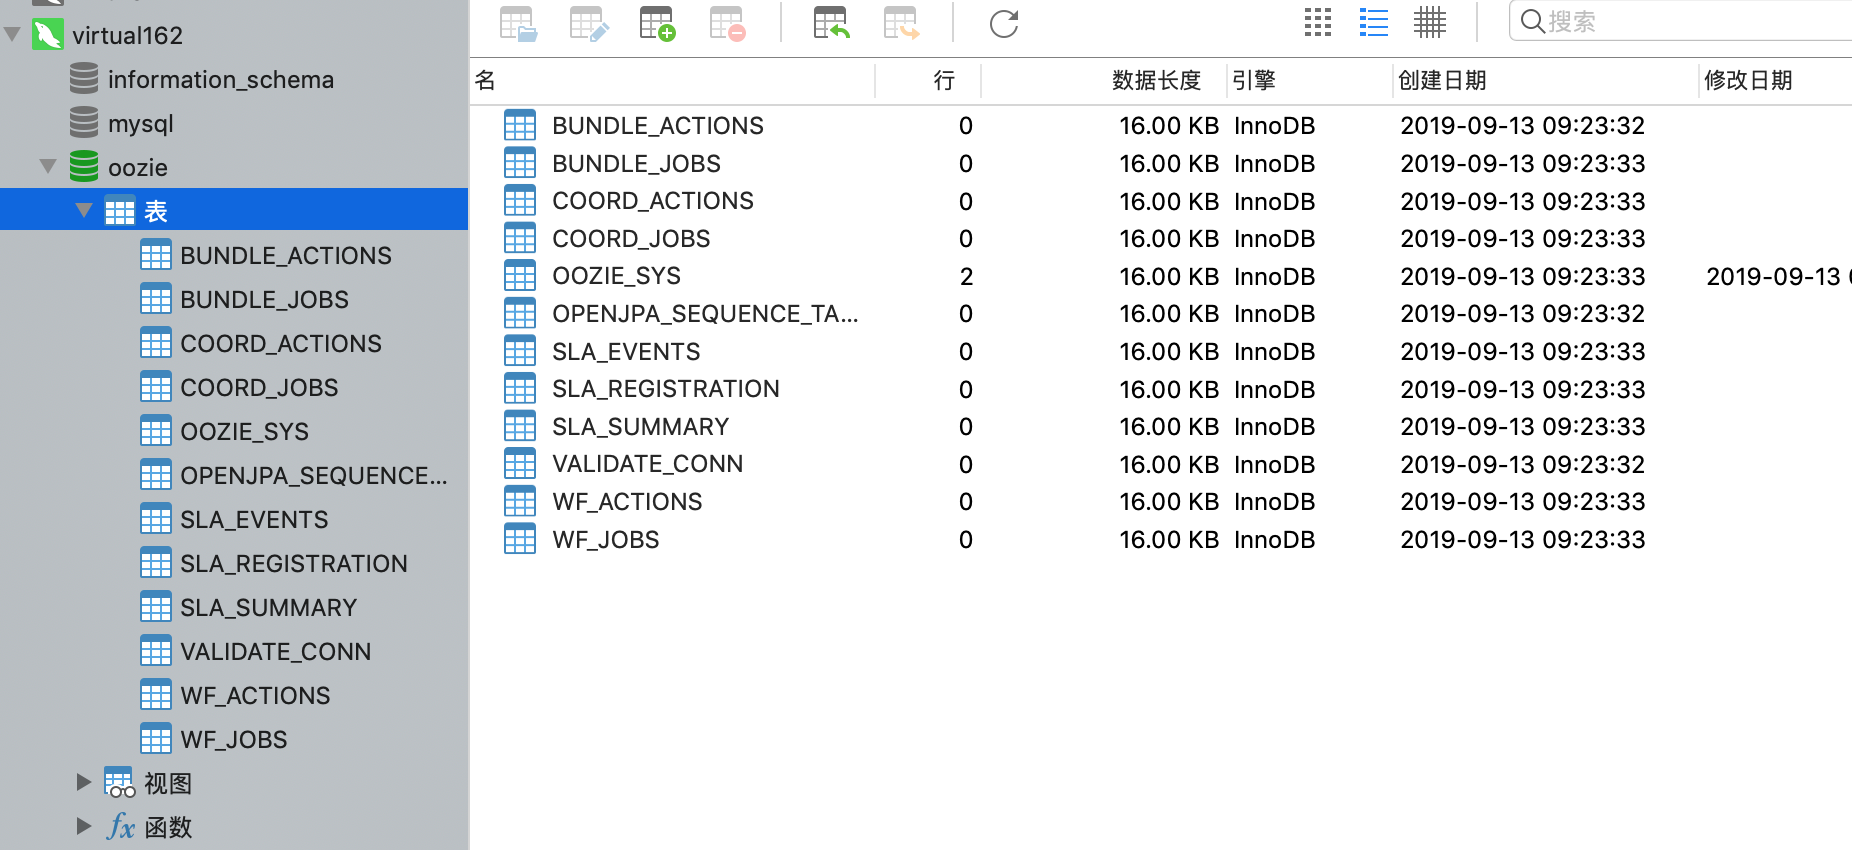 virtual162
information_schema
mysql
oozie
表
BUNDLE_ACTIONS
BUNDLE_JOBS
COORD_ACTIONS
COORD_JOBS
OOZIE_SYS
OPENJPA_SEQUENCE...
SLA_EVENTS
SLA_REGISTRATION
SLA_SUMMARY
VALIDATE_CONN
WF_ACTIONS
WF_JOBS
视图
fx 函数
搜索
名 行 数据长度 引擎 创建日期 修改日期
BUNDLE_ACTIONS 0 16.00 KB InnoDB 2019-09-13 09:23:32
BUNDLE_JOBS 0 16.00 KB InnoDB 2019-09-13 09:23:33
COORD_ACTIONS 0 16.00 KB InnoDB 2019-09-13 09:23:33
COORD_JOBS 0 16.00 KB InnoDB 2019-09-13 09:23:33
OOZIE_SYS 2 16.00 KB InnoDB 2019-09-13 09:23:33 2019-09-13
OPENJPA_SEQUENCE_TA... 0 16.00 KB InnoDB 2019-09-13 09:23:32
SLA_EVENTS 0 16.00 KB InnoDB 2019-09-13 09:23:33
SLA_REGISTRATION 0 16.00 KB InnoDB 2019-09-13 09:23:33
SLA_SUMMARY 0 16.00 KB InnoDB 2019-09-13 09:23:33
VALIDATE_CONN 0 16.00 KB InnoDB 2019-09-13 09:23:32
WF_ACTIONS 0 16.00 KB InnoDB 2019-09-13 09:23:33
WF_JOBS 0 16.00 KB InnoDB 2019-09-13 09:23:33